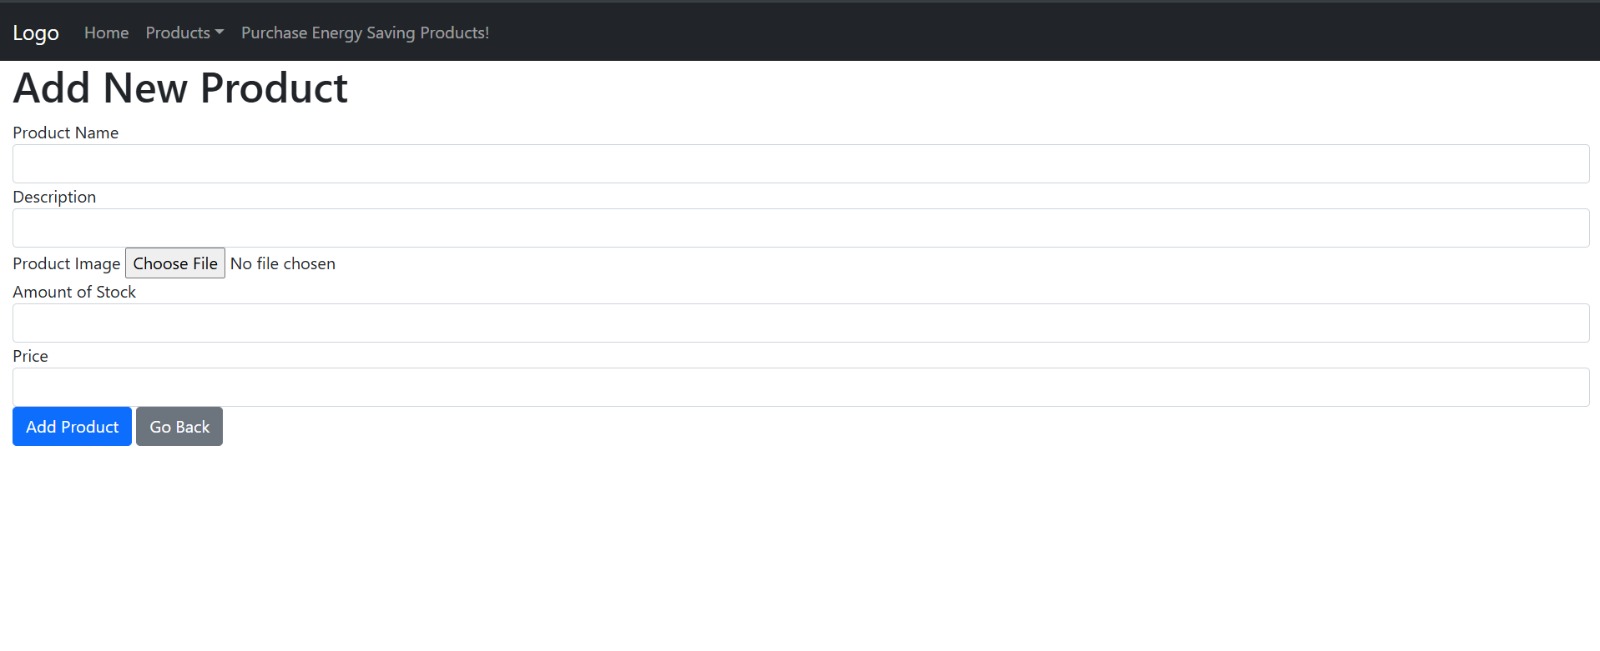 Logo Home Products Purchase Energy Saving Products!
Add New Product
Product Name
Description
Product Image Choose File No file chosen
Amount of Stock
Price
Add Product Go Back